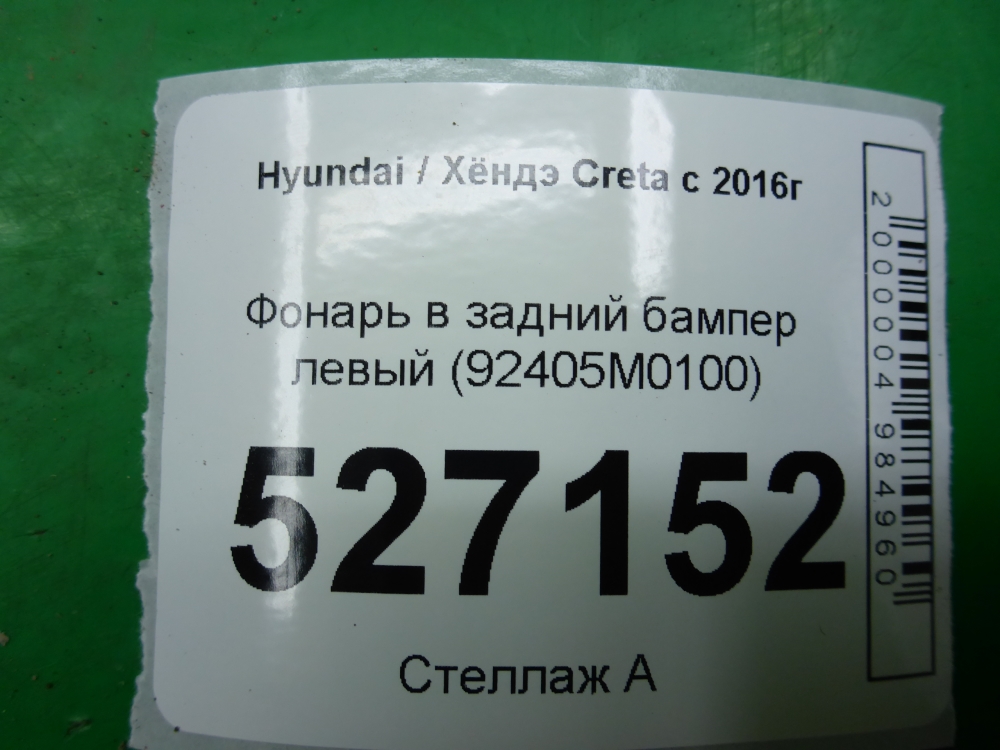 Hyundai / Хёндэ Creta с 2016г
Фонарь в задний бампер
левый (92405M0100)
527152
Стеллаж А
2000004984960